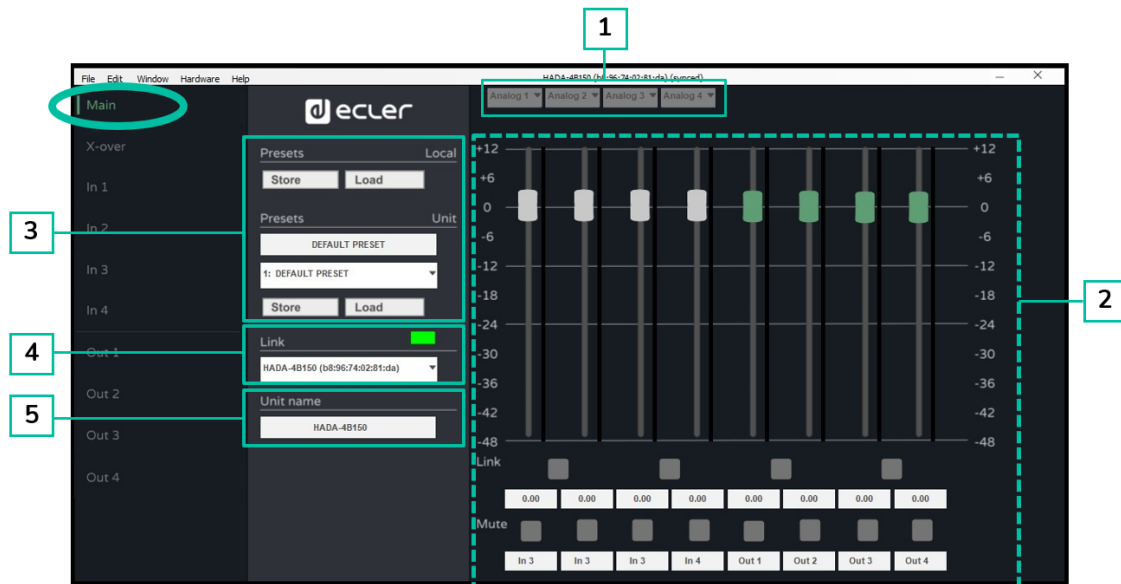 1
File Edit Window Hardware Help HADA-4B150 (b8:96:74:02:81:da) (synced)
Main
X-over
In 1
In 2
In 3
In 4
Out 1
Out 2
Out 3
Out 4
ecler
Presets Local
Store Load
Presets Unit
DEFAULT PRESET
1: DEFAULT PRESET
Store Load
Link
HADA-4B150 (b8:96:74:02:81:da)
Unit name
HADA-4B150
3
4
5
Analog 1 Analog 2 Analog 3 Analog 4
+12 +12
+6 +6
0 0
-6 -6
-12 -12
-18 -18
-24 -24
-30 -30
-36 -36
-42 -42
-48 -48
Link
0.00 0.00 0.00 0.00 0.00 0.00 0.00 0.00
Mute
In 3 In 3 In 3 In 4 Out 1 Out 2 Out 3 Out 4
2